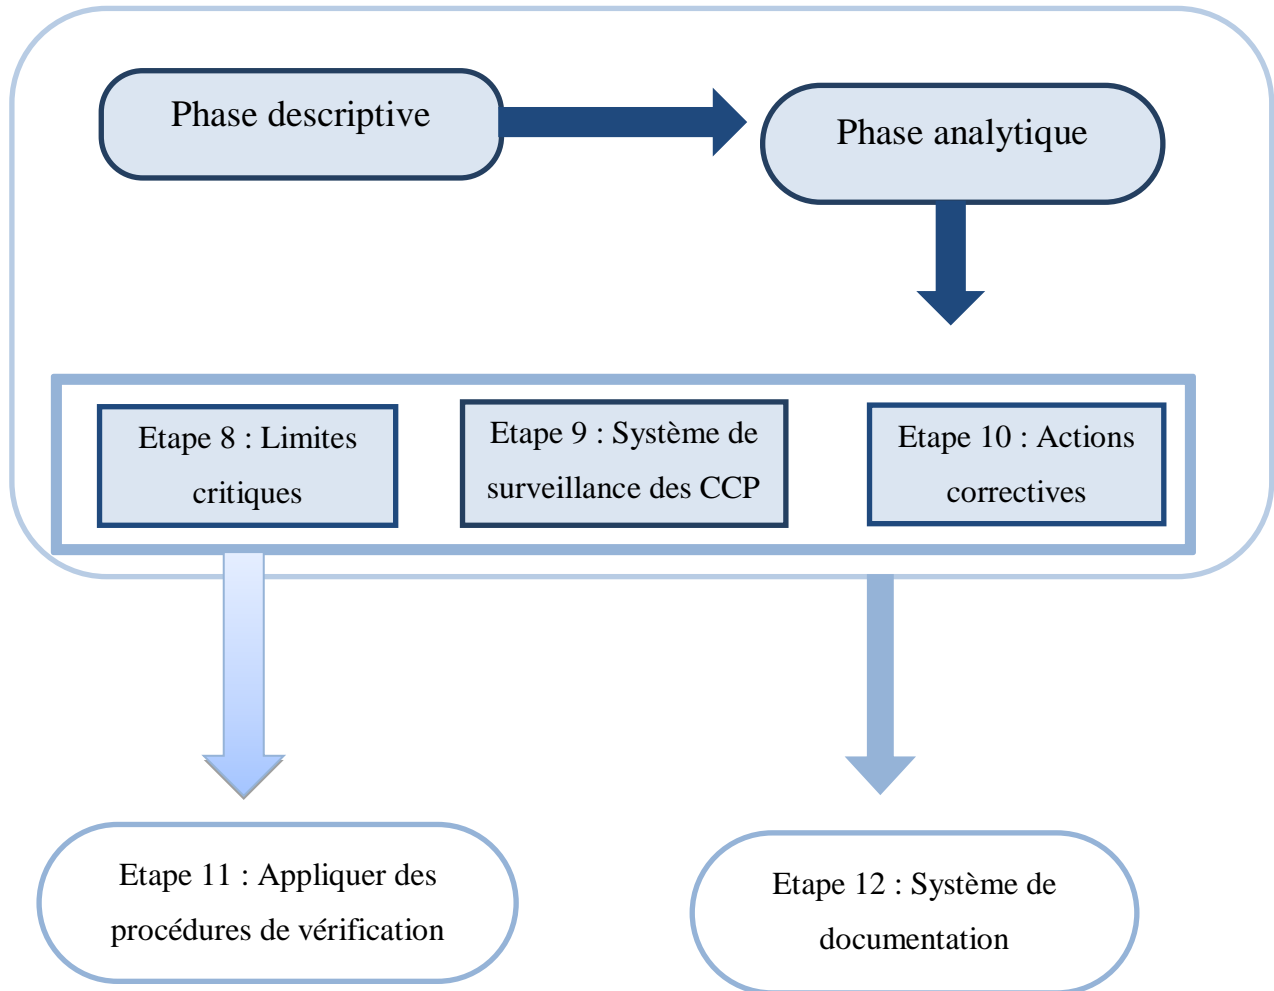 Phase descriptive
Phase analytique
Etape 8 : Limites
critiques
Etape 9 : Système de
surveillance des CCP
Etape 10 : Actions
correctives
Etape 11 : Appliquer des
procédures de vérification
Etape 12 : Système de
documentation